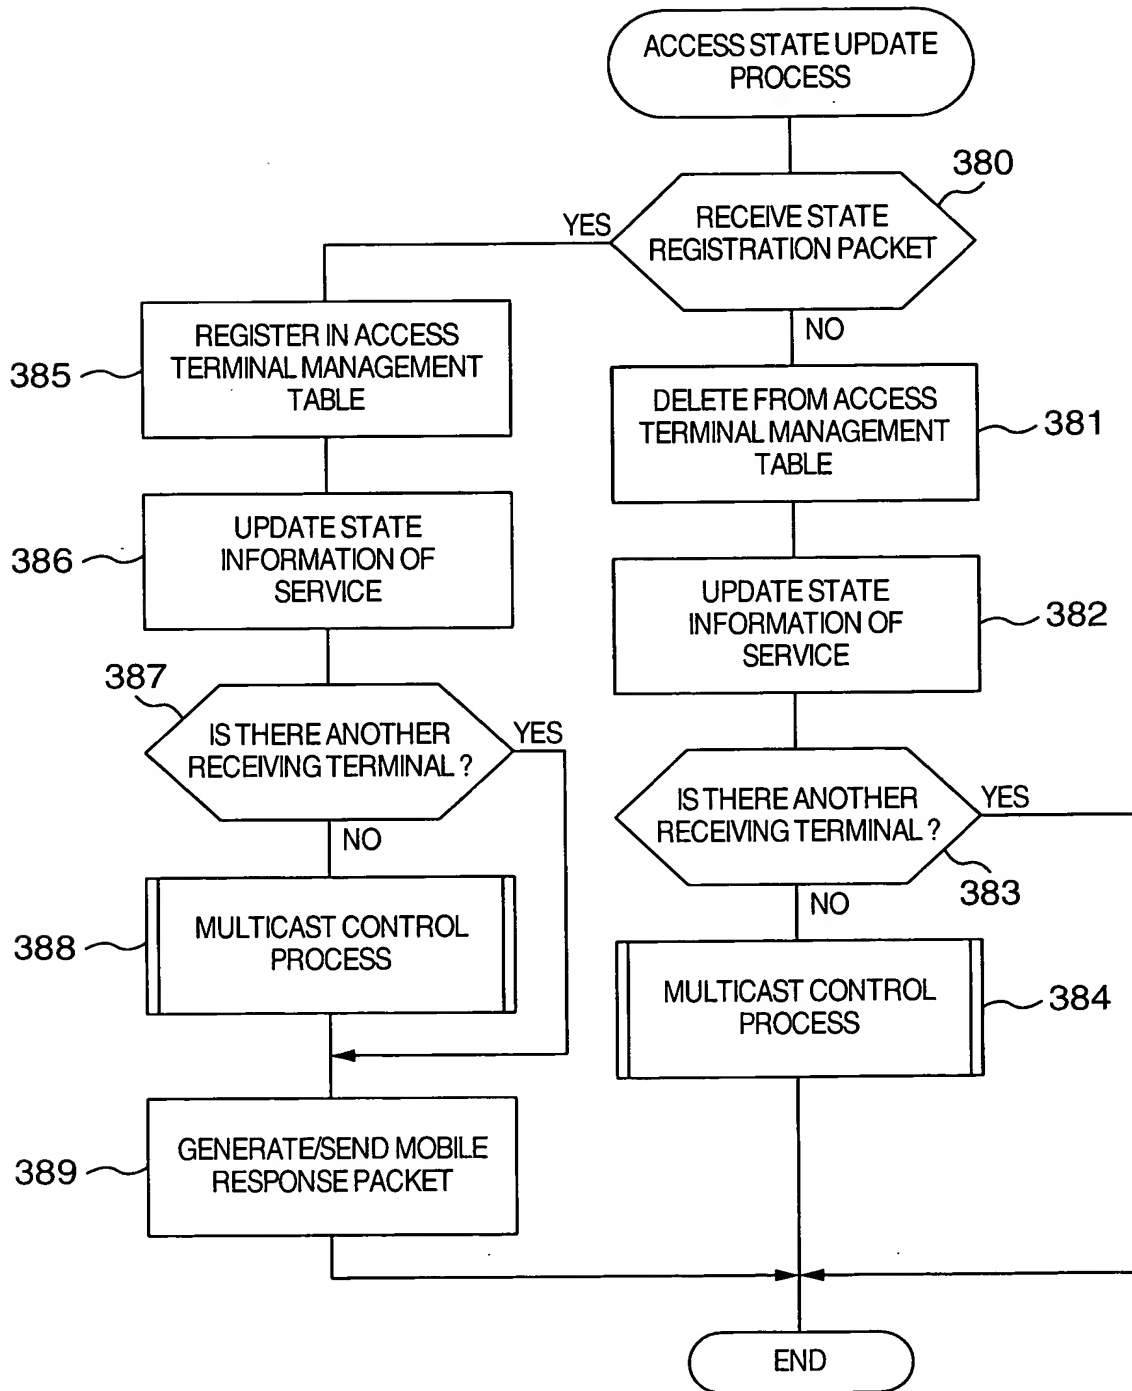 ACCESS STATE UPDATE
PROCESS
380
RECEIVE STATE
REGISTRATION PACKET
YES
NO
385
REGISTER IN ACCESS
TERMINAL MANAGEMENT
TABLE
DELETE FROM ACCESS
TERMINAL MANAGEMENT
TABLE
381
386
UPDATE STATE
INFORMATION OF
SERVICE
UPDATE STATE
INFORMATION OF
SERVICE
382
387
IS THERE ANOTHER
RECEIVING TERMINAL ?
YES
NO
IS THERE ANOTHER
RECEIVING TERMINAL ?
YES
383
NO
388
MULTICAST CONTROL
PROCESS
MULTICAST CONTROL
PROCESS
384
389
GENERATE/SEND MOBILE
RESPONSE PACKET
END